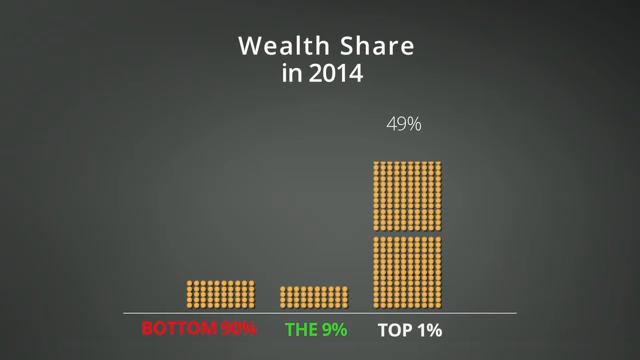 Wealth Share
in 2014
49%
BOTTOM 90%
THE 9%
TOP 1%